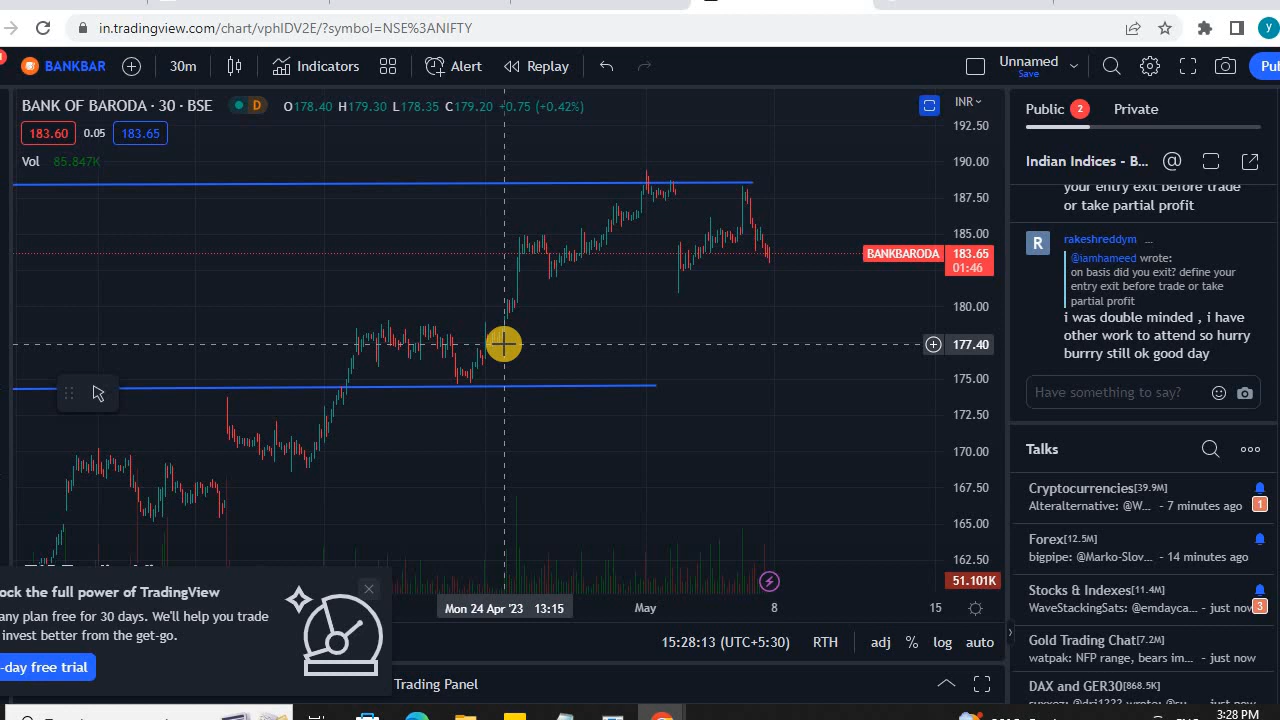 in.tradingview.com/chart/vphIDV2E/?symbol=NSE%3ANIFTY
y
BANKBAR
30m
Indicators
Alert
Replay
Unnamed
Save
BANK OF BARODA · 30 · BSE
D
O178.40 H179.30 L178.35 C179.20 +0.75 (+0.42%)
INR
183.60
0.05
183.65
Vol 85.847K
192.50
190.00
187.50
185.00
BANKBARODA
183.65
01:46
180.00
177.40
175.00
172.50
170.00
167.50
165.00
162.50
51.101K
Mon 24 Apr '23 13:15
May
8
15
15:28:13 (UTC+5:30)
RTH
adj
%
log
auto
Trading Panel
ock the full power of TradingView
any plan free for 30 days. We'll help you trade
invest better from the get-go.
-day free trial
Public
2
Private
Indian Indices - B...
your entry exit before trade
or take partial profit
R
rakeshreddym ...
@iamhameed wrote:
on basis did you exit? define your
entry exit before trade or take
partial profit
i was double minded , i have
other work to attend so hurry
burrry still ok good day
Have something to say?
Talks
Cryptocurrencies[39.9M]
Alteralternative: @W... - 7 minutes ago
1
Forex[12.5M]
bigpipe: @Marko-Slov... - 14 minutes ago
Stocks & Indexes[11.4M]
WaveStackingSats: @emdayca... - just now
3
Gold Trading Chat[7.2M]
watpak: NFP range, bears im... - just now
DAX and GER30[868.5K]
3:28 PM